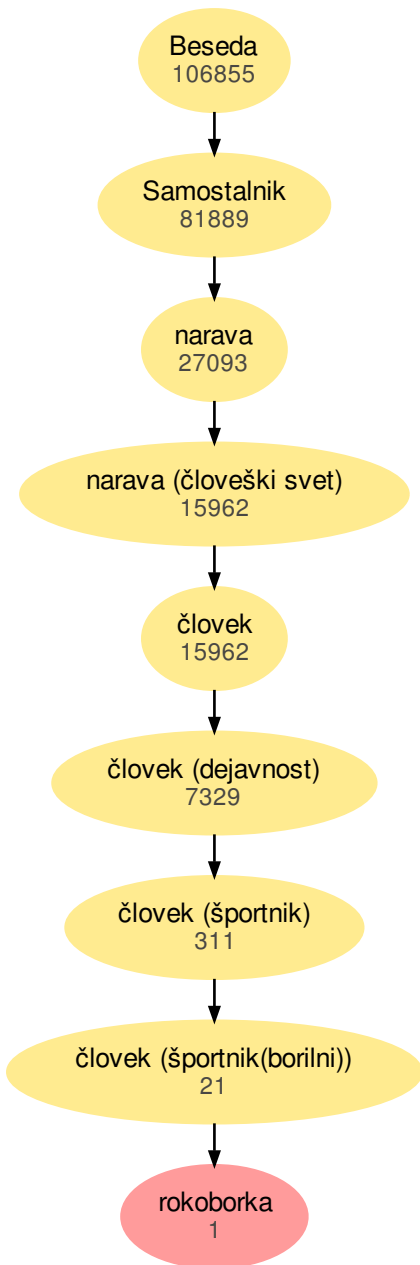 Beseda
106855
Samostalnik
81889
narava
27093
narava (človeški svet)
15962
človek
15962
človek (dejavnost)
7329
človek (športnik)
311
človek (športnik(borilni))
21
rokoborka
1